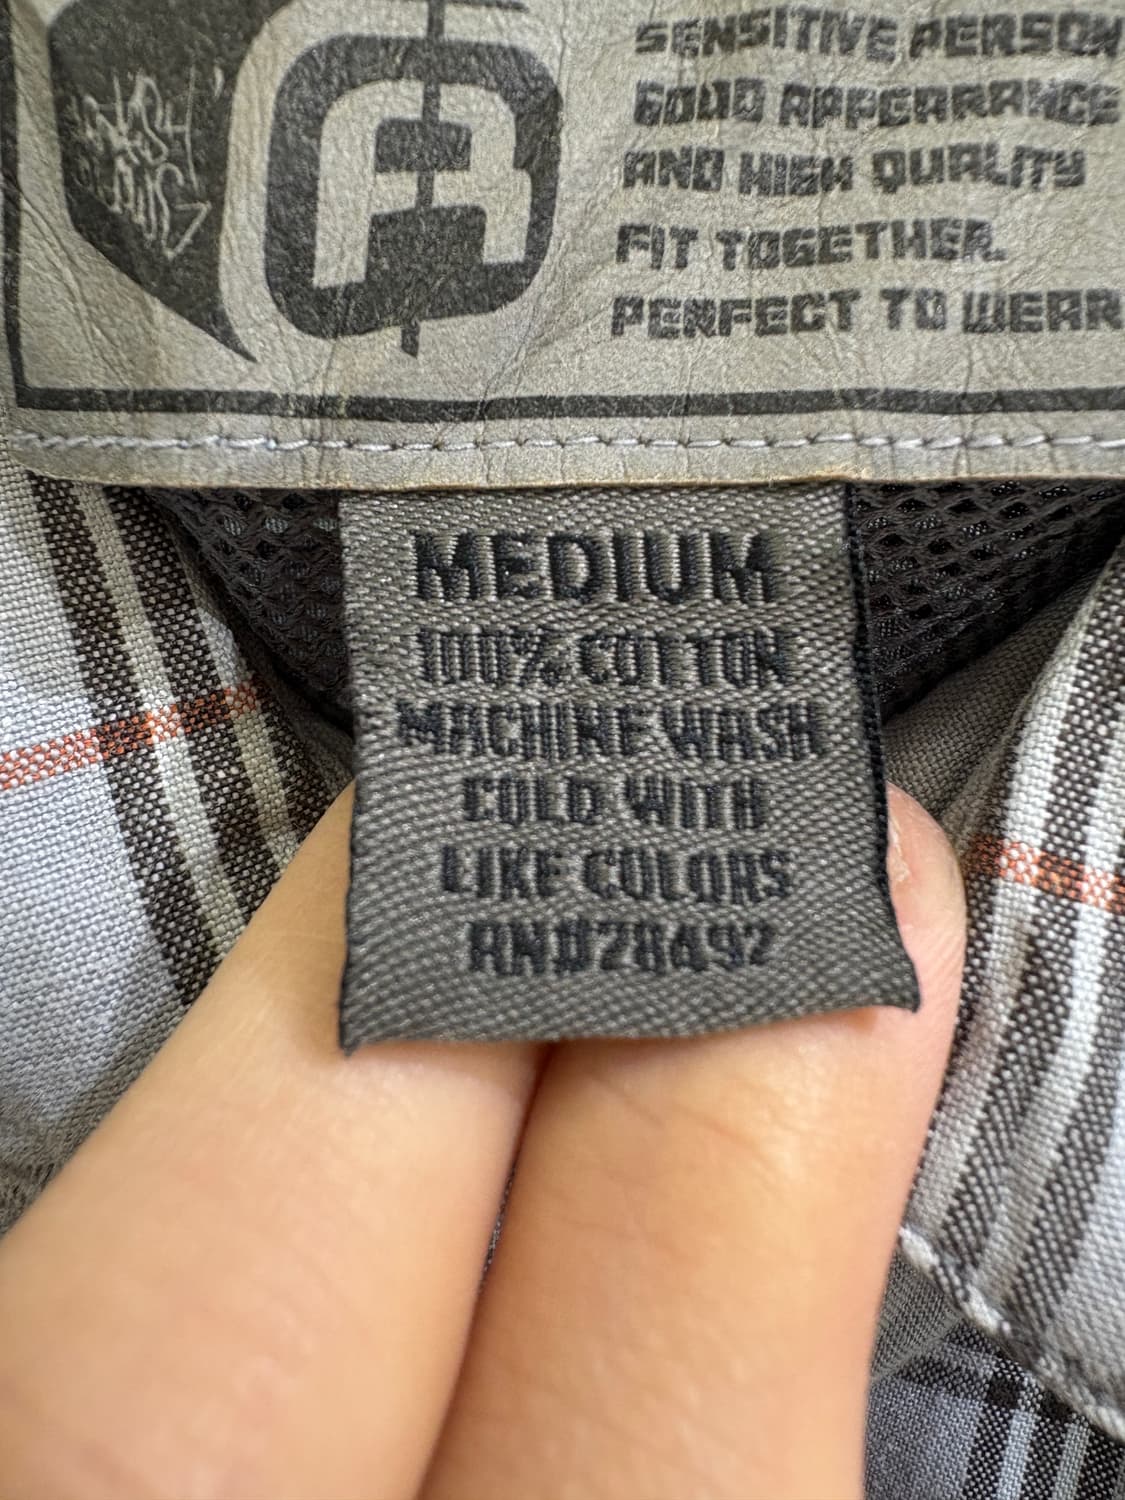 SENSITIVE PERSON
GOOD APPEARANCE
AND HIGH QUALITY
FIT TOGETHER.
PERFECT TO WEAR
MEDIUM
100% COTTON
MACHINE WASH
COLD WITH
LIKE COLORS
RN#78492